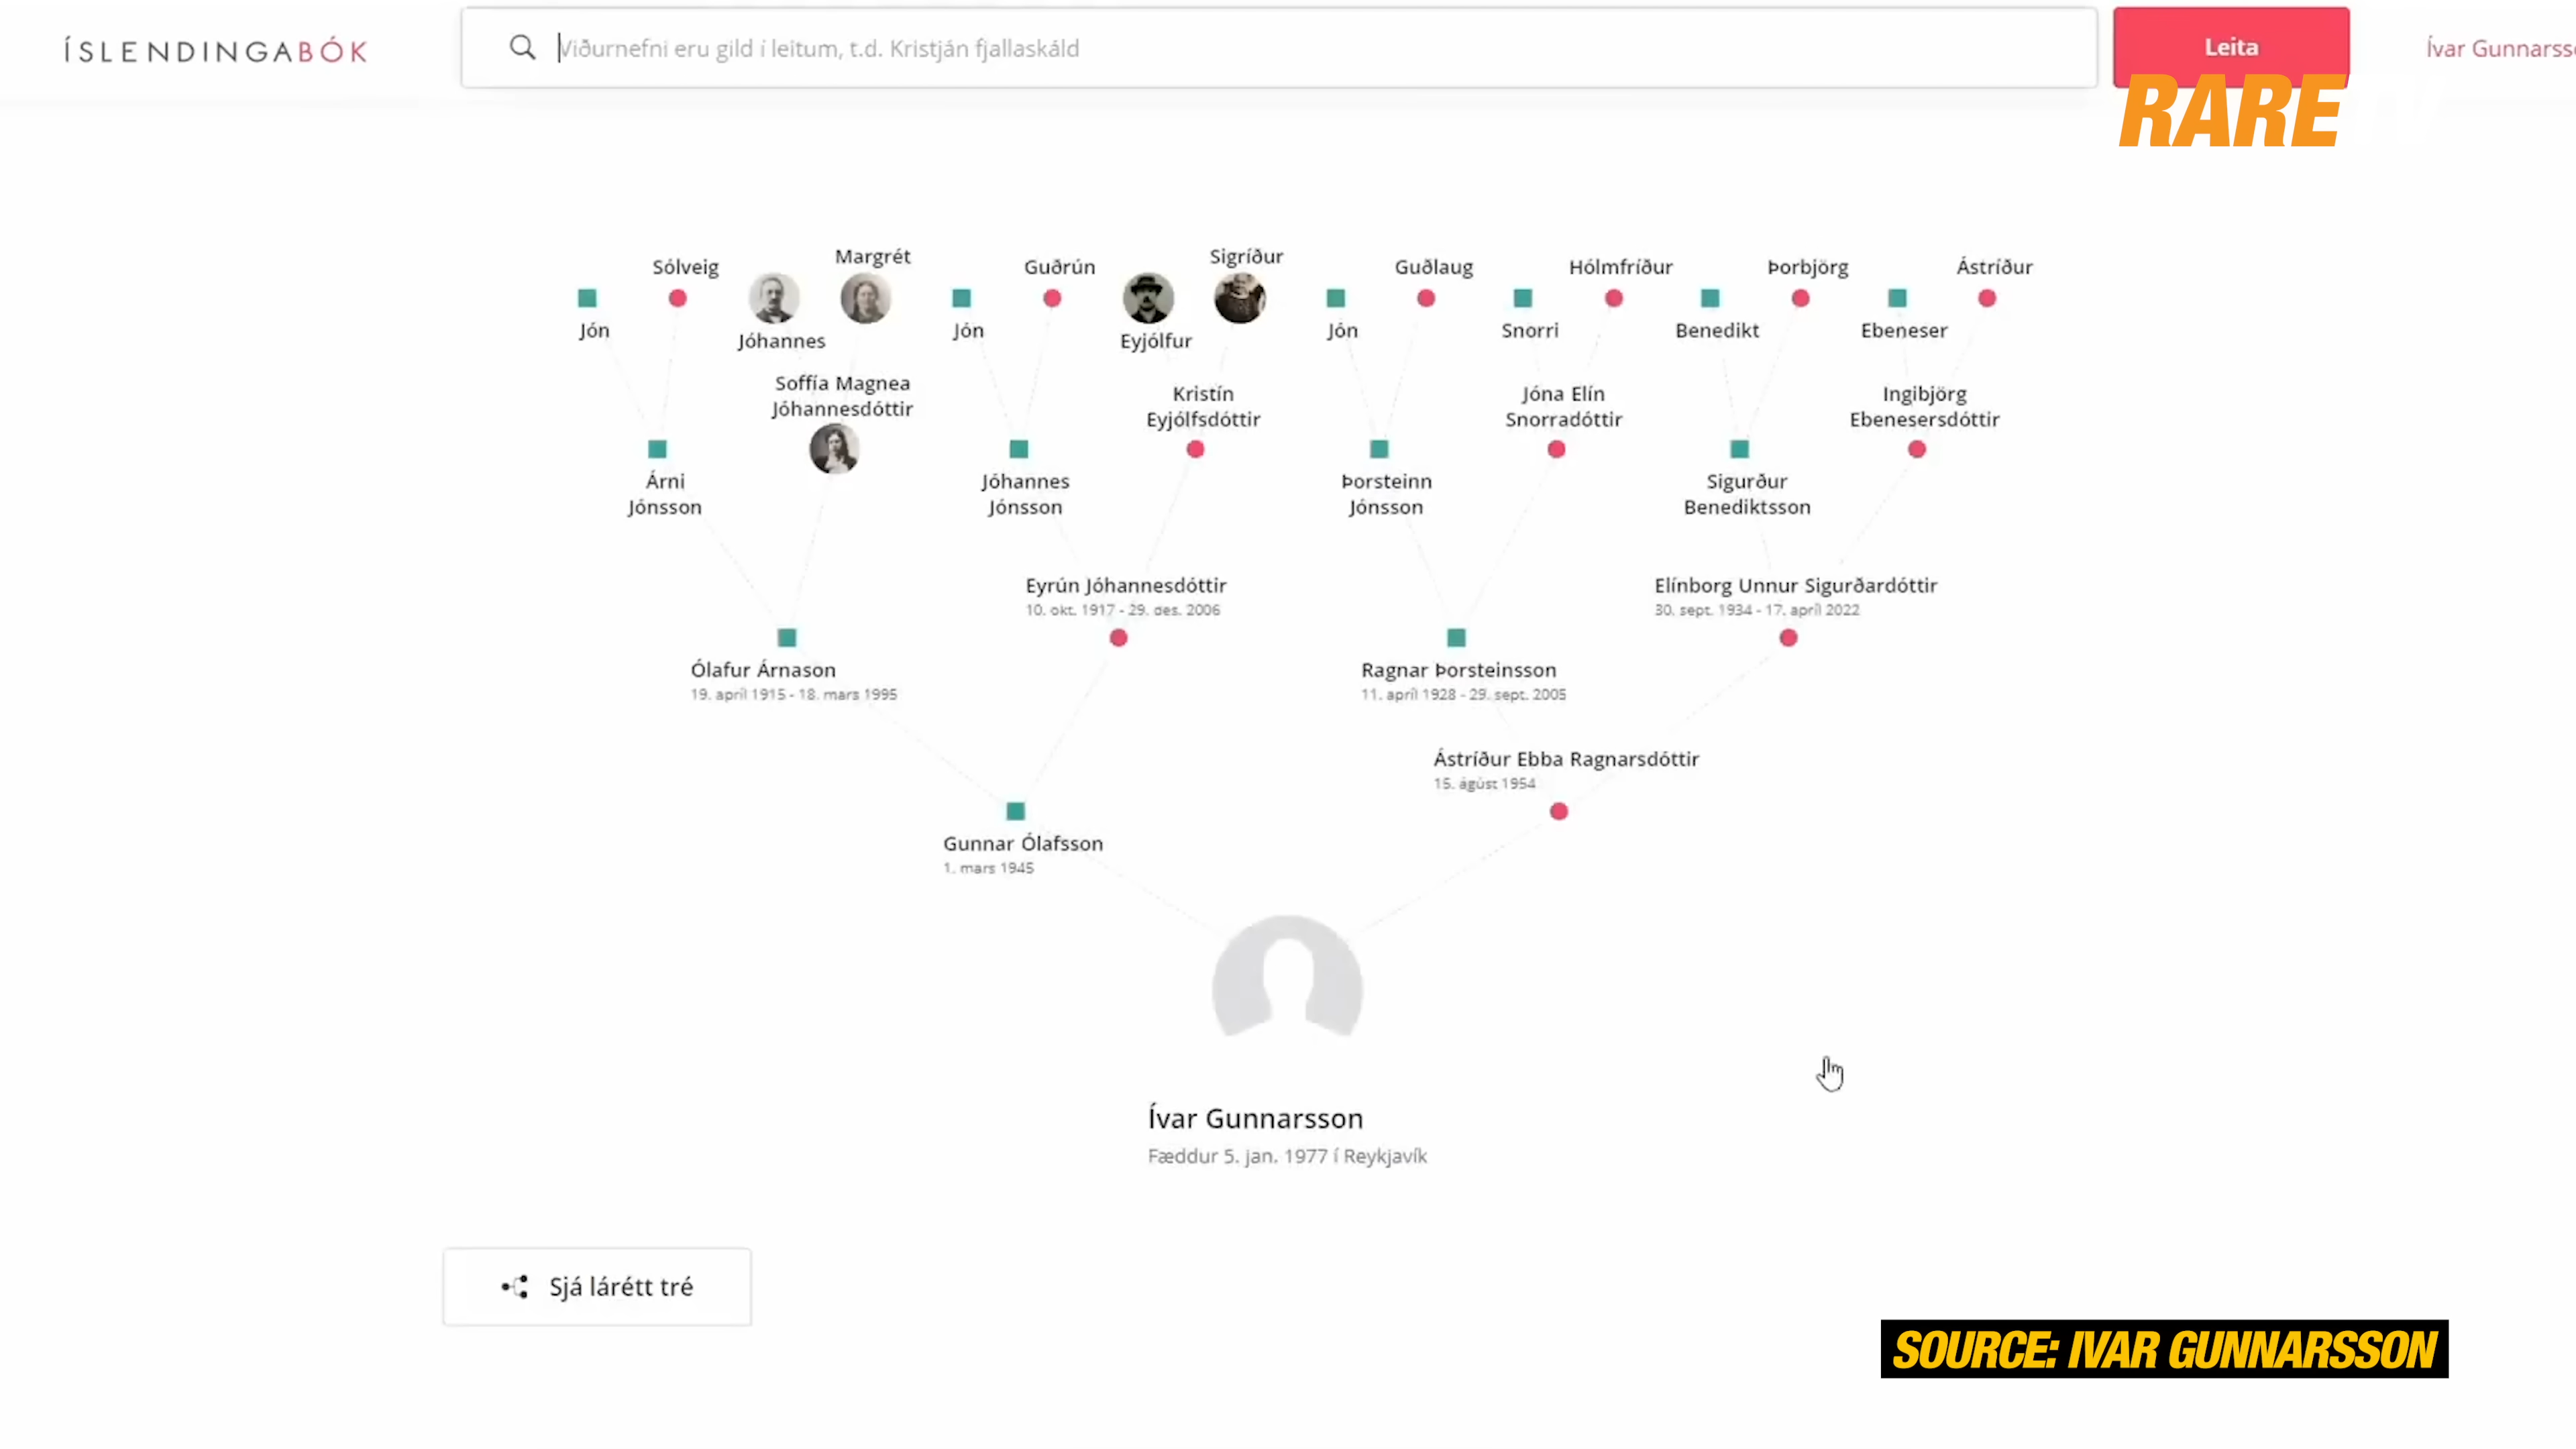 ÍSLENDINGABÓK
Viðurnefni eru gild í leitum, t.d. Kristján fjallaskáld
Leita
Ívar Gunnarss
RARE
Sólveig
Margrét
Guðrún
Sigríður
Guðlaug
Hólmfríður
Þorbjörg
Ástríður
Jón
Jóhannes
Jón
Eyjólfur
Jón
Snorri
Benedikt
Ebeneser
Soffía Magnea
Jóhannesdóttir
Kristín
Eyjólfsdóttir
Jóna Elín
Snorradóttir
Ingibjörg
Ebenesersdóttir
Árni
Jónsson
Jóhannes
Jónsson
Þorsteinn
Jónsson
Sigurður
Benediktsson
Eyrún Jóhannesdóttir
10. okt. 1917 - 29. des. 2006
Elínborg Unnur Sigurðardóttir
30. sept. 1934 - 17. apríl 2022
Ólafur Árnason
19. apríl 1915 - 18. mars 1995
Ragnar Þorsteinsson
11. apríl 1928 - 29. sept. 2005
Ástríður Ebba Ragnarsdóttir
15. ágúst 1954
Gunnar Ólafsson
1. mars 1945
Ívar Gunnarsson
Fæddur 5. jan. 1977 í Reykjavík
Sjá lárétt tré
SOURCE: IVAR GUNNARSSON